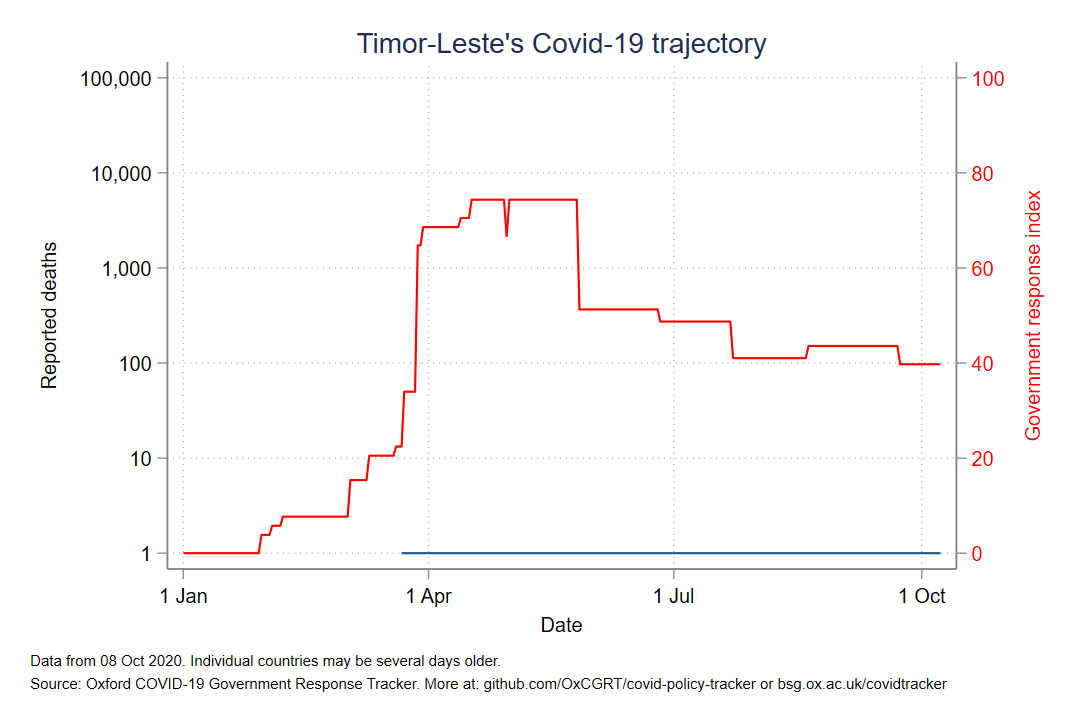 Timor-Leste's Covid-19 trajectory
100,000
10,000
1,000
100
10
1
Reported deaths
100
80
60
40
20
0
Government response index
1 Jan
1 Apr
1 Jul
1 Oct
Date
Data from 08 Oct 2020. Individual countries may be several days older.
Source: Oxford COVID-19 Government Response Tracker. More at: github.com/OxCGRT/covid-policy-tracker or bsg.ox.ac.uk/covidtracker